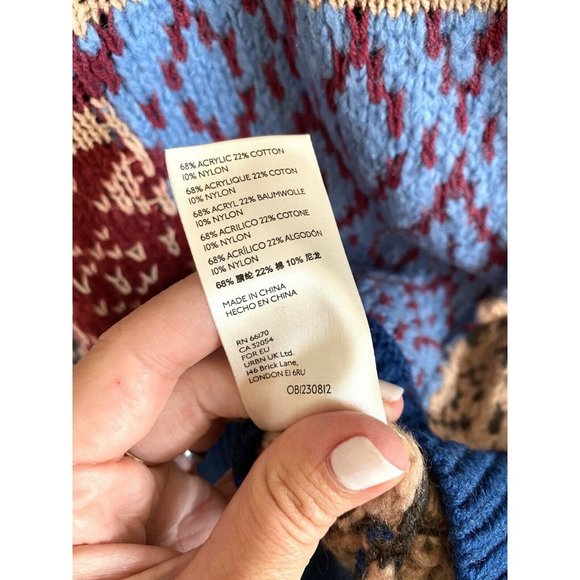 68% ACRYLIC 22% COTTON
10% NYLON
68% ACRYLIQUE 22% COTON
10% NYLON
68% ACRYL 22% BAUMWOLLE
10% NYLON
68% ACRILICO 22% COTONE
10% NYLON
68% ACRÍLICO 22% ALGODÓN
10% NYLON
68% 腈纶 22% 棉 10% 尼龙
MADE IN CHINA
HECHO EN CHINA
RN 66170
CA 32054
FOR EU
URBN UK Ltd.
146 Brick Lane,
LONDON E1 6RU
OB1230812